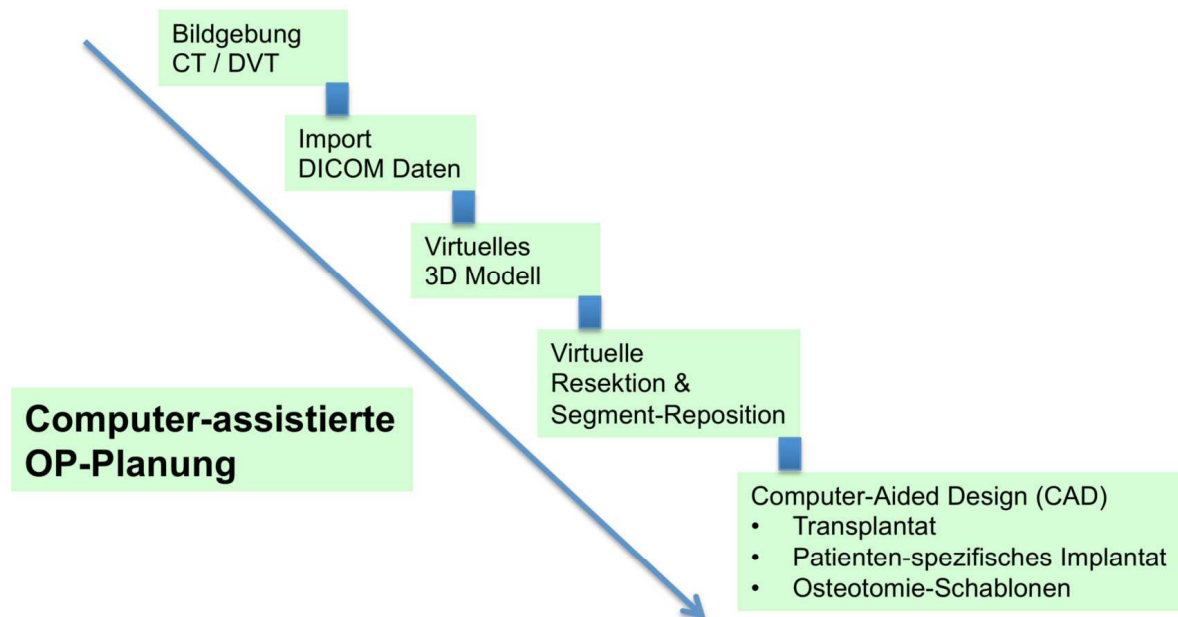 Bildgebung
CT / DVT
Import
DICOM Daten
Virtuelles
3D Modell
Virtuelle
Resektion &
Segment-Reposition
Computer-assistierte
OP-Planung
Computer-Aided Design (CAD)
• Transplantat
• Patienten-spezifisches Implantat
• Osteotomie-Schablonen